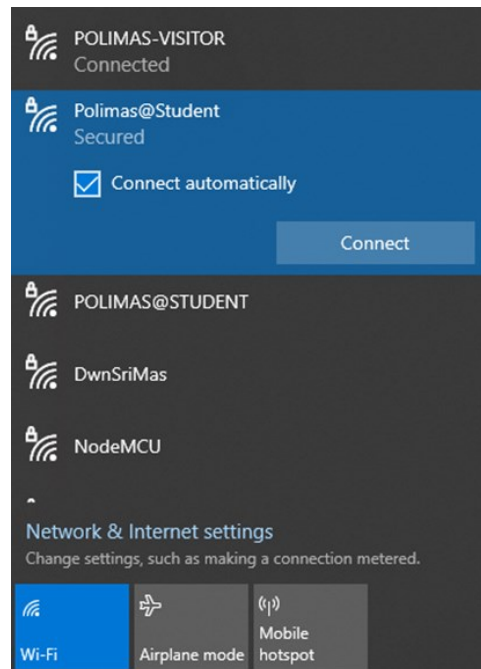 POLIMAS-VISITOR
Connected
Polimas@Student
Secured
Connect automatically
Connect
POLIMAS@STUDENT
DwnSriMas
NodeMCU
Network & Internet settings
Change settings, such as making a connection metered.
Wi-Fi
Airplane mode
Mobile
hotspot